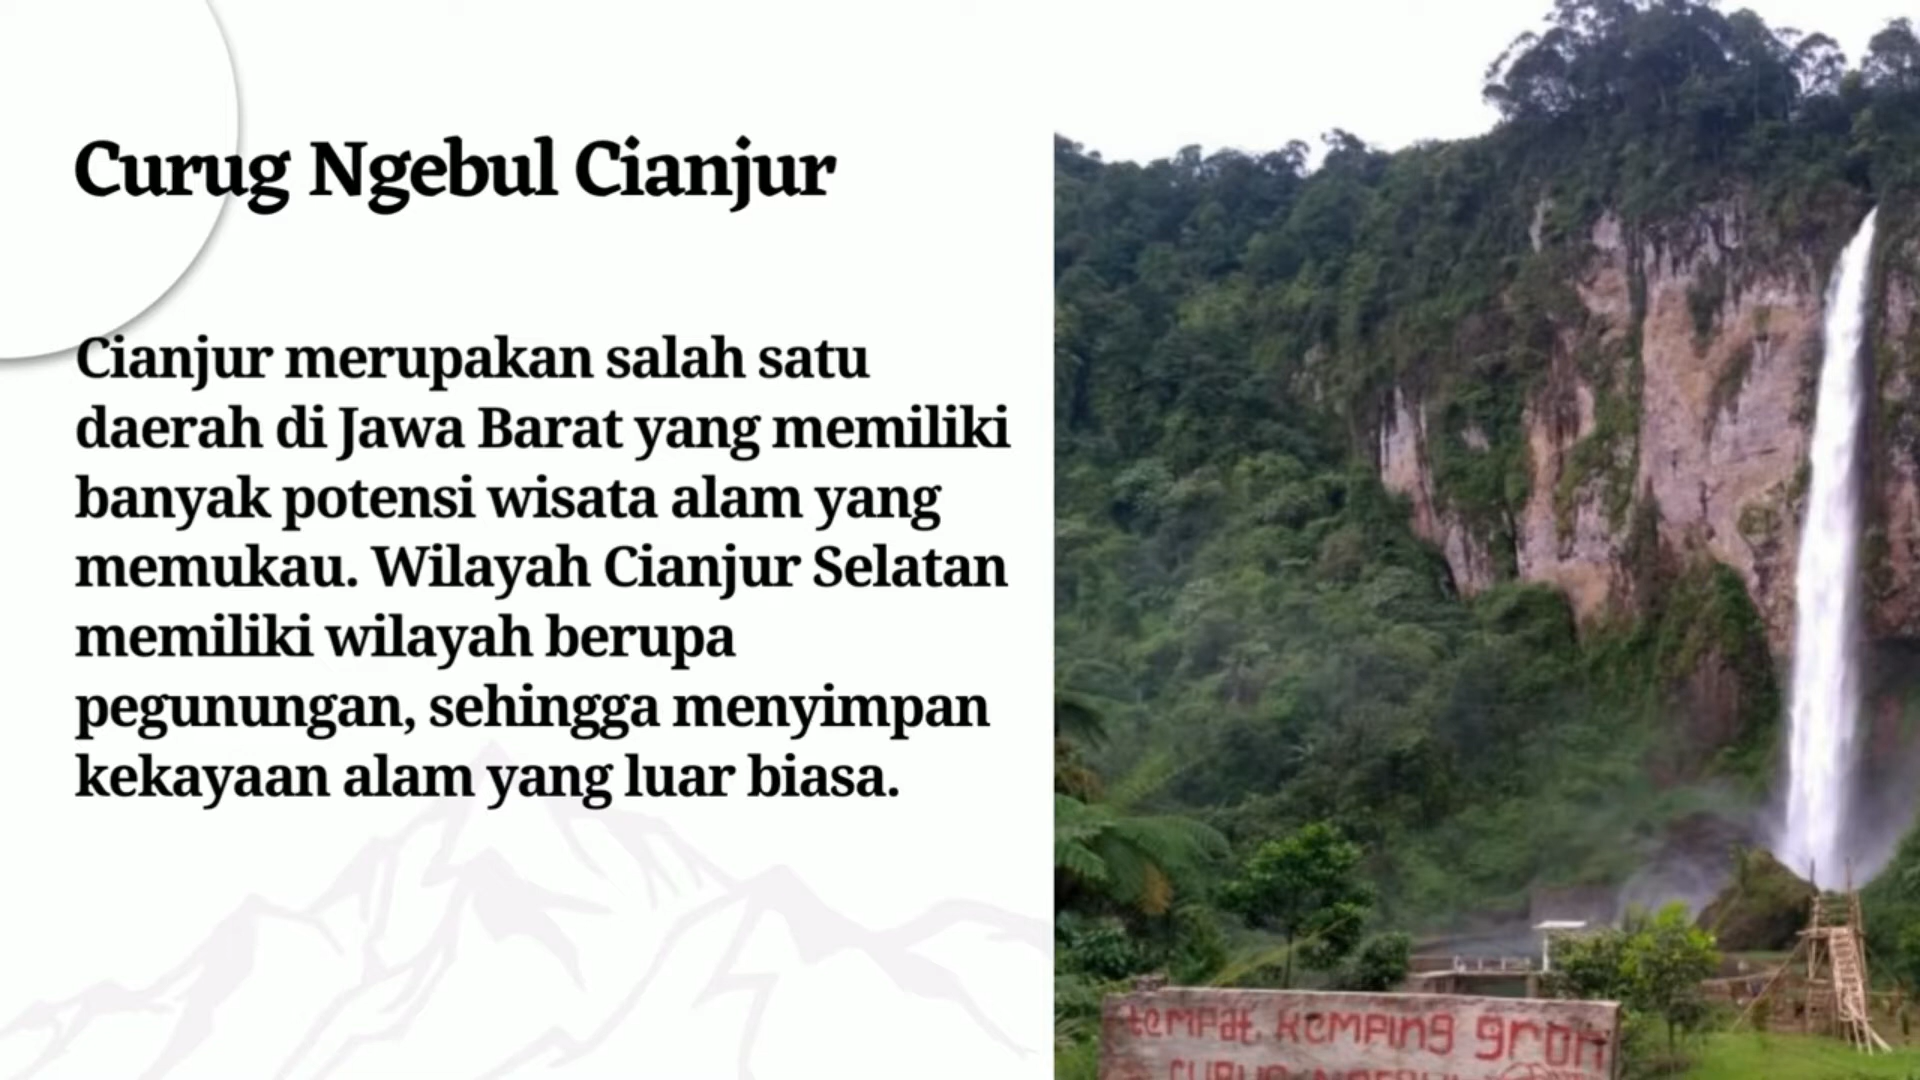 Curug Ngebul Cianjur
Cianjur merupakan salah satu
daerah di Jawa Barat yang memiliki
banyak potensi wisata alam yang
memukau. Wilayah Cianjur Selatan
memiliki wilayah berupa
pegunungan, sehingga menyimpan
kekayaan alam yang luar biasa.
tempat kemping gron